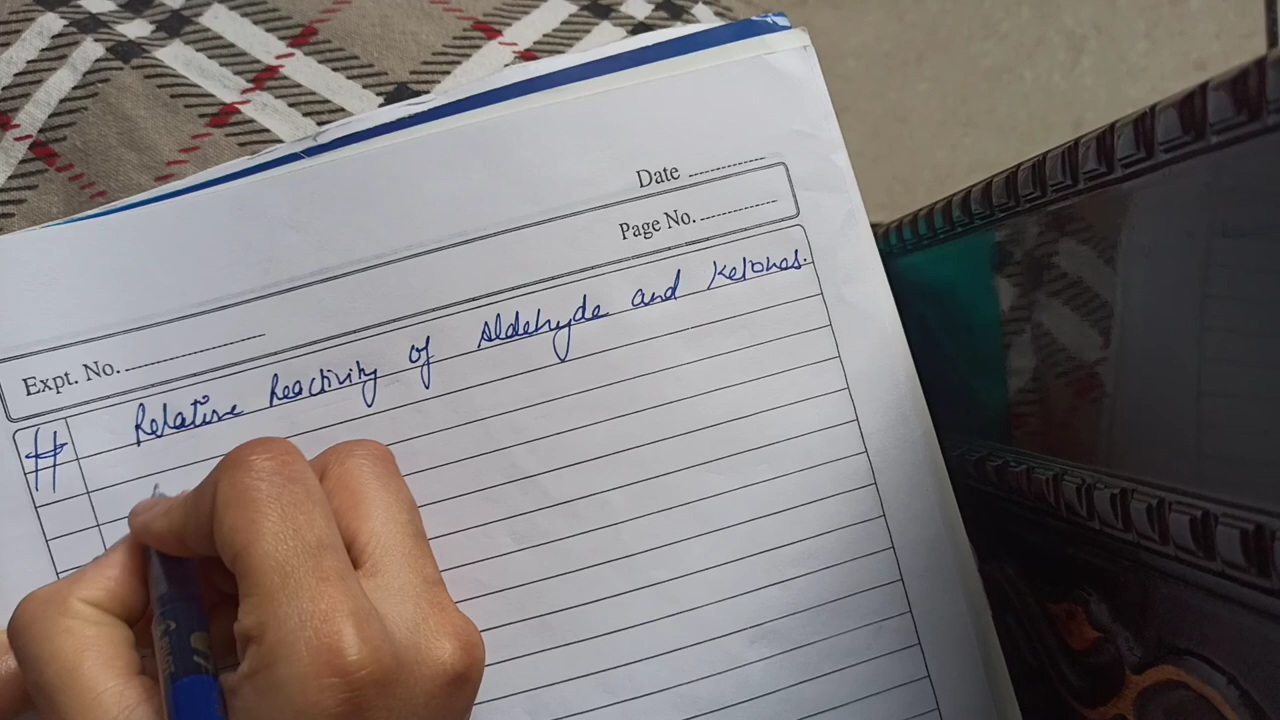 Date
Page No.
Expt. No.
# Relative Reactivity of Aldehyde and Ketones.